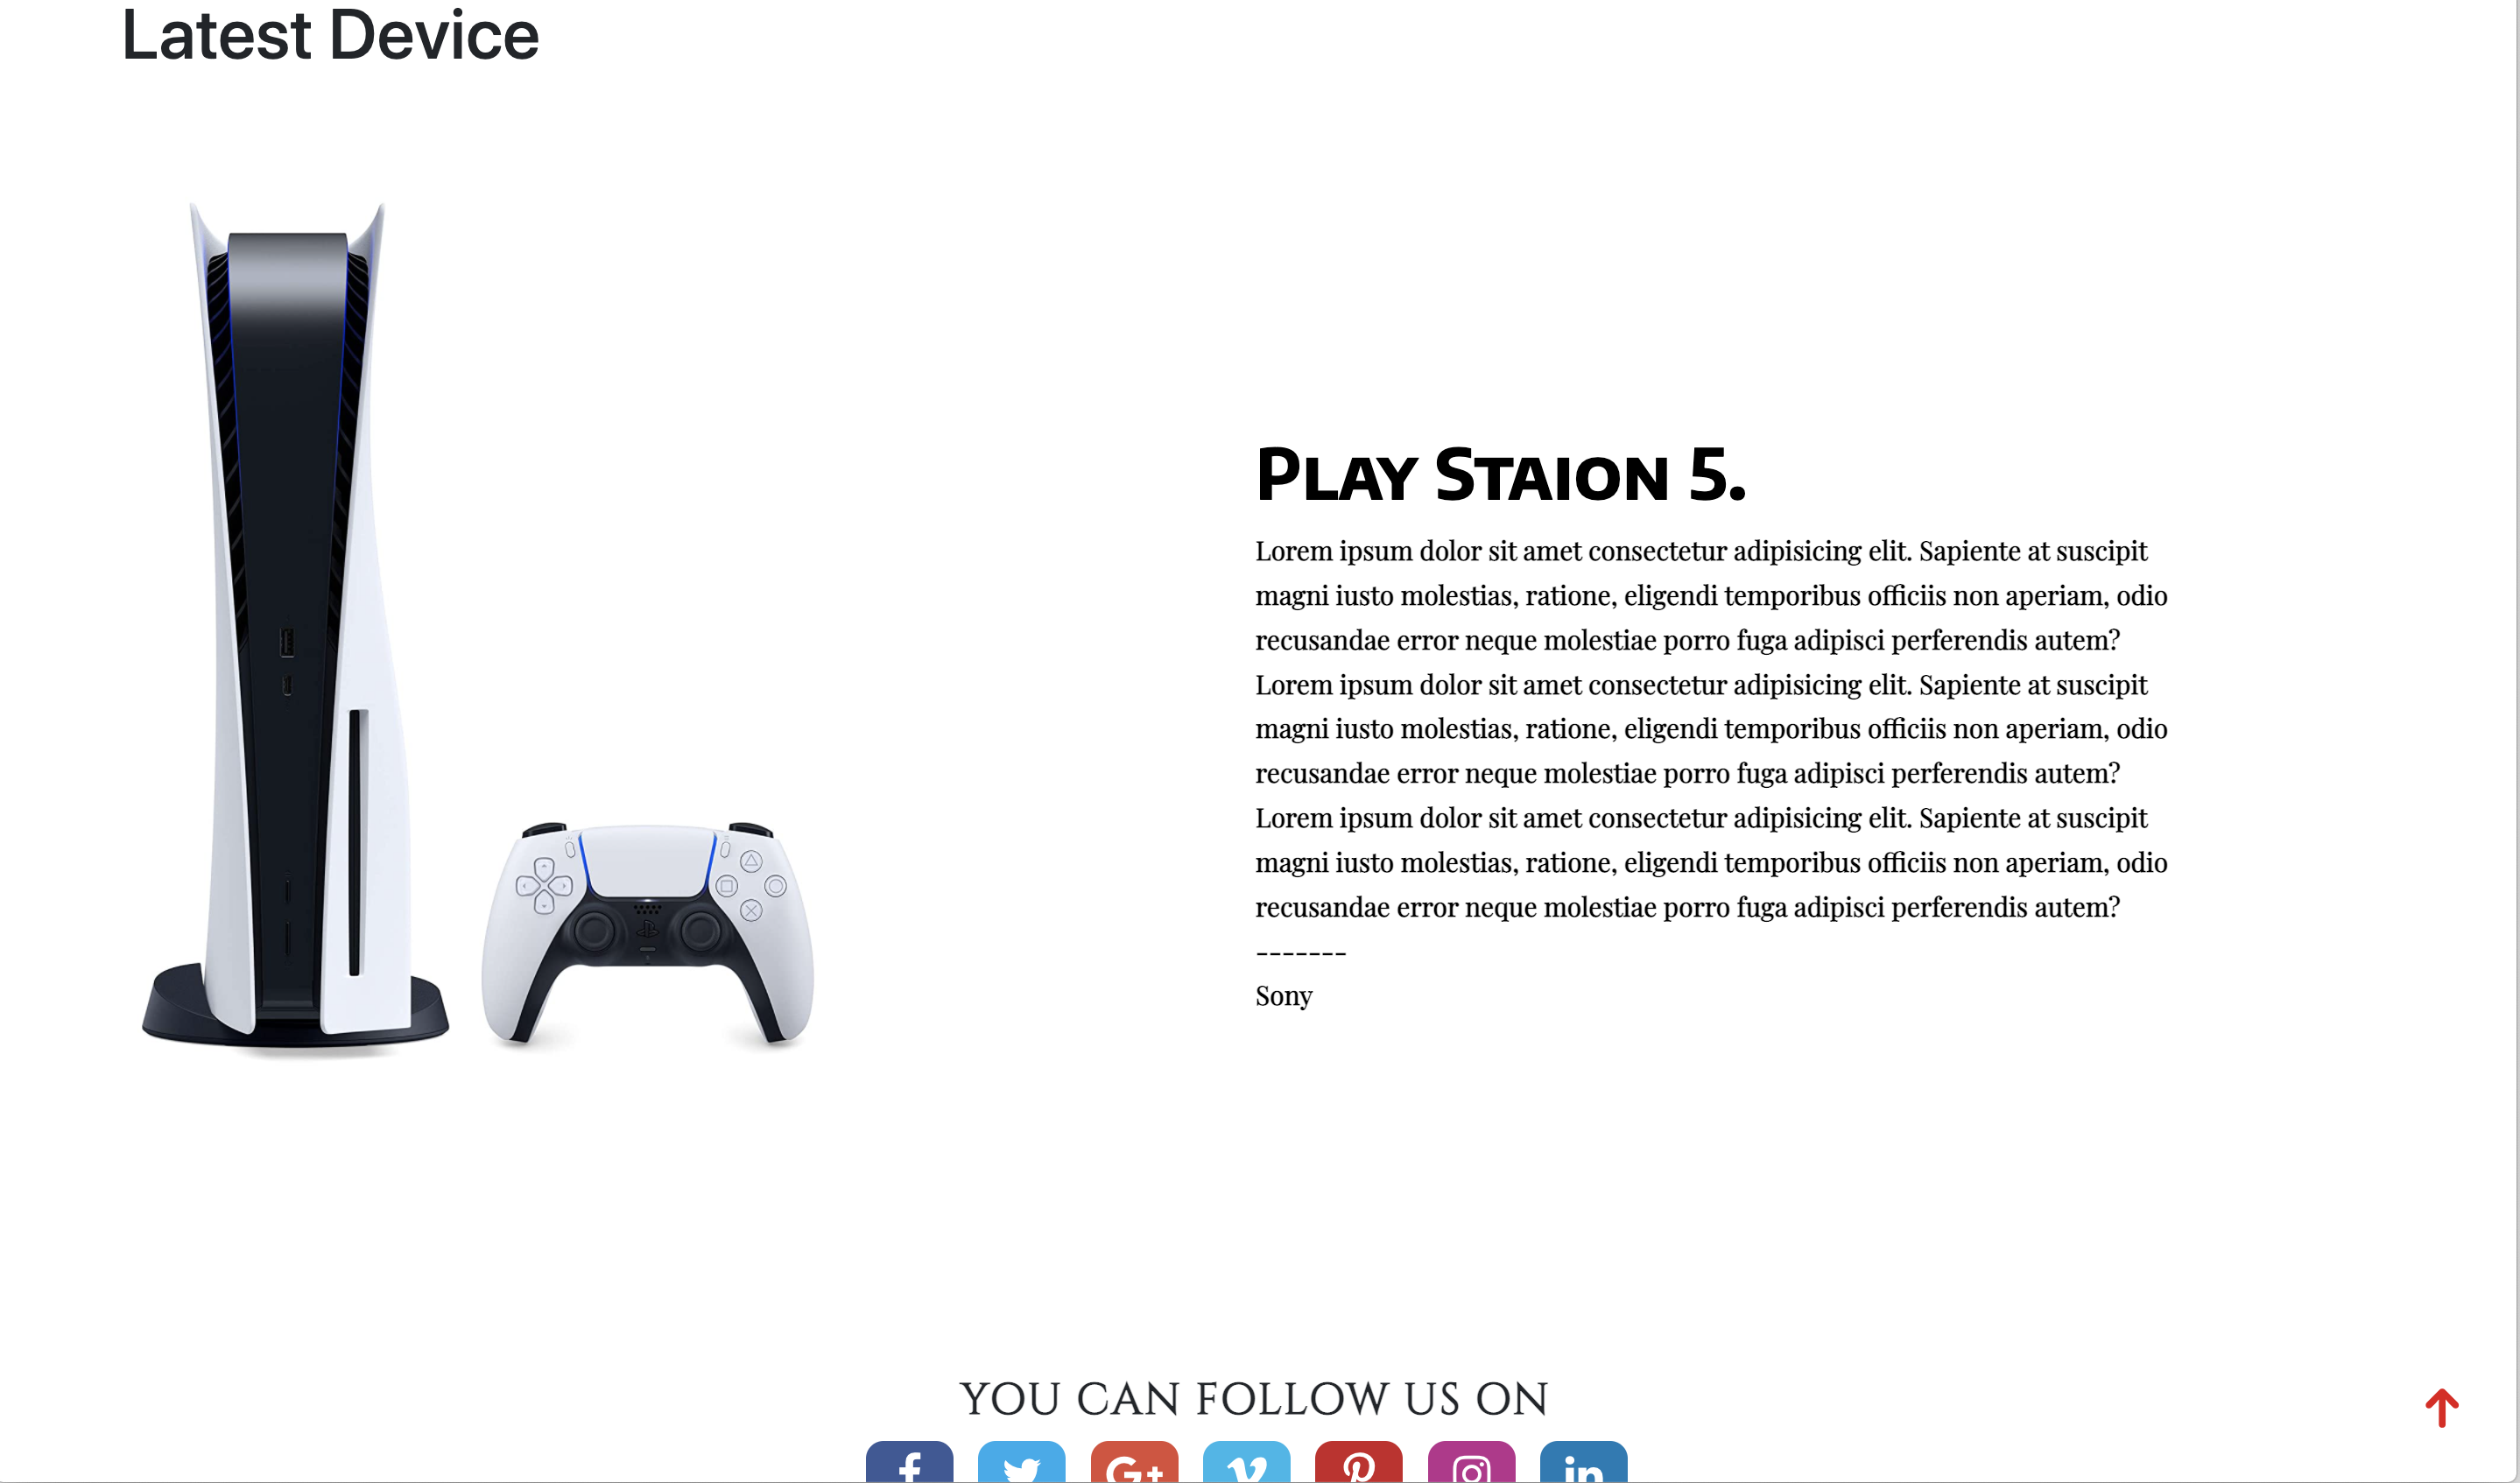 Latest Device
Play Staion 5.
Lorem ipsum dolor sit amet consectetur adipisicing elit. Sapiente at suscipit
magni iusto molestias, ratione, eligendi temporibus officiis non aperiam, odio
recusandae error neque molestiae porro fuga adipisci perferendis autem?
Lorem ipsum dolor sit amet consectetur adipisicing elit. Sapiente at suscipit
magni iusto molestias, ratione, eligendi temporibus officiis non aperiam, odio
recusandae error neque molestiae porro fuga adipisci perferendis autem?
Lorem ipsum dolor sit amet consectetur adipisicing elit. Sapiente at suscipit
magni iusto molestias, ratione, eligendi temporibus officiis non aperiam, odio
recusandae error neque molestiae porro fuga adipisci perferendis autem?
-------
Sony
YOU CAN FOLLOW US ON